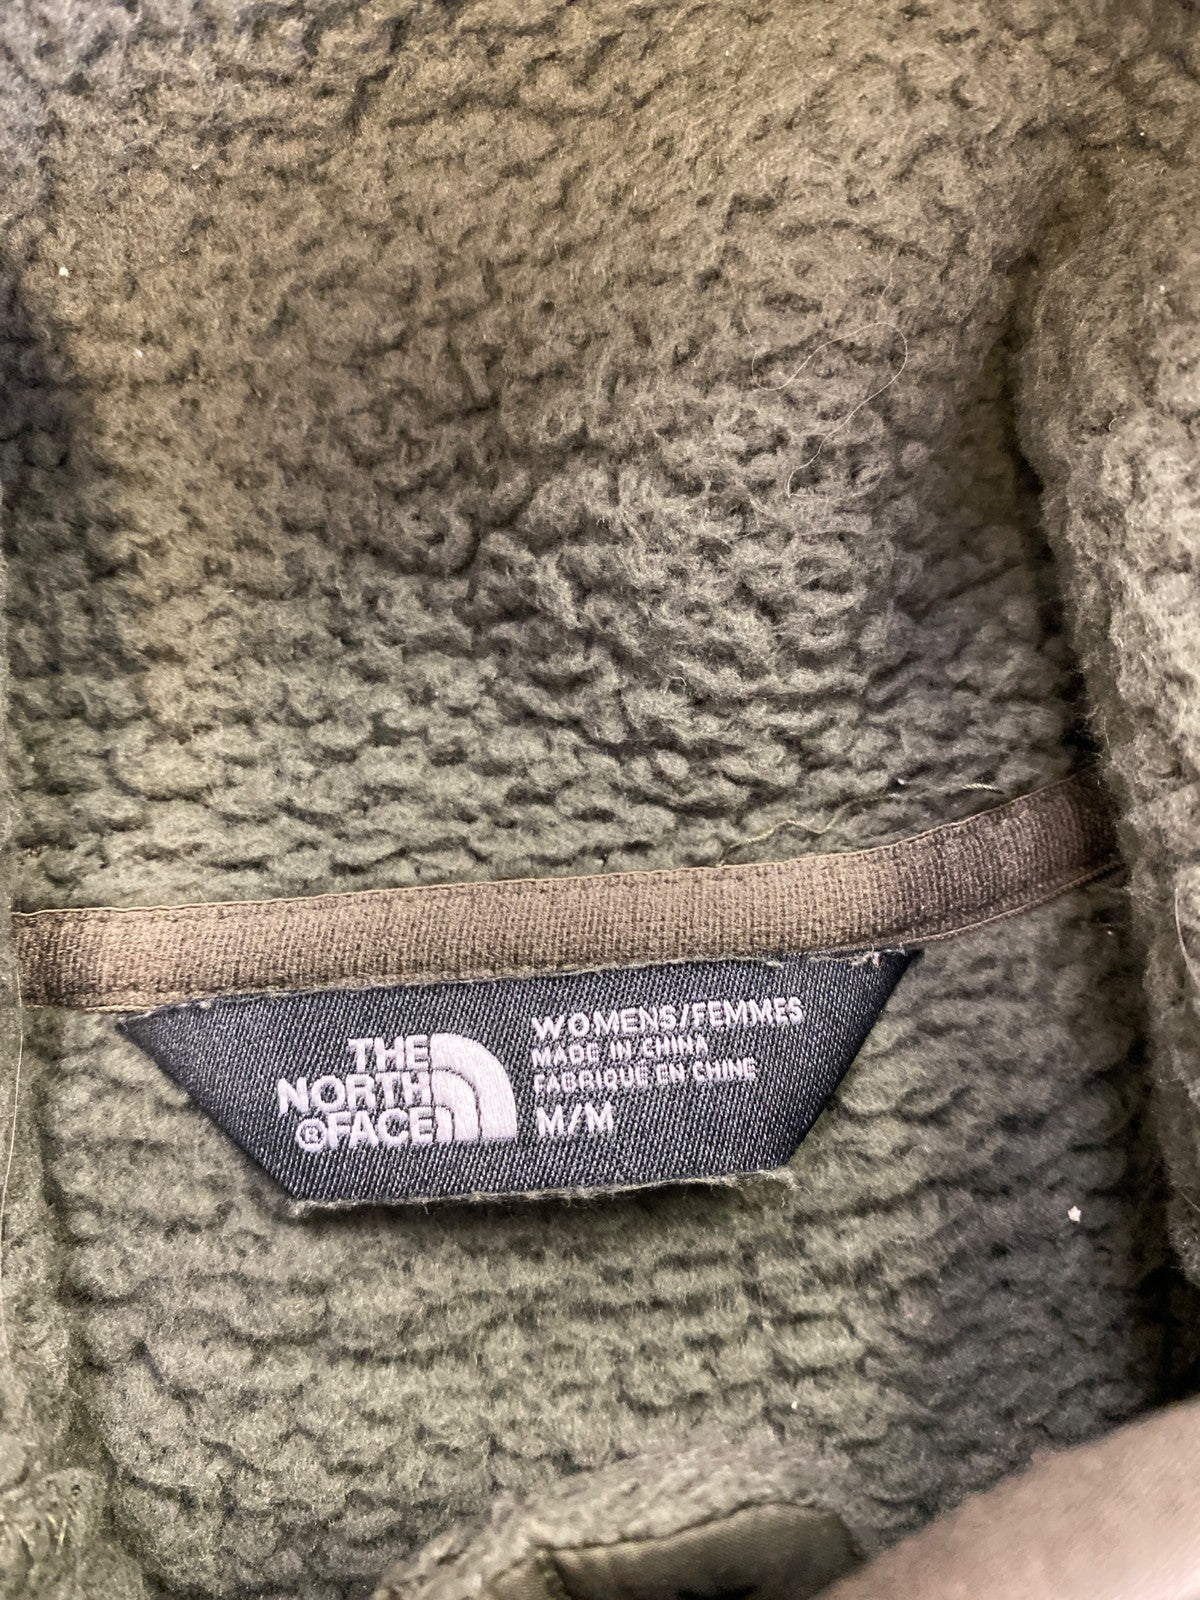 THE
NORTH
®FACE
WOMENS/FEMMES
MADE IN CHINA
FABRIQUE EN CHINE
M/M